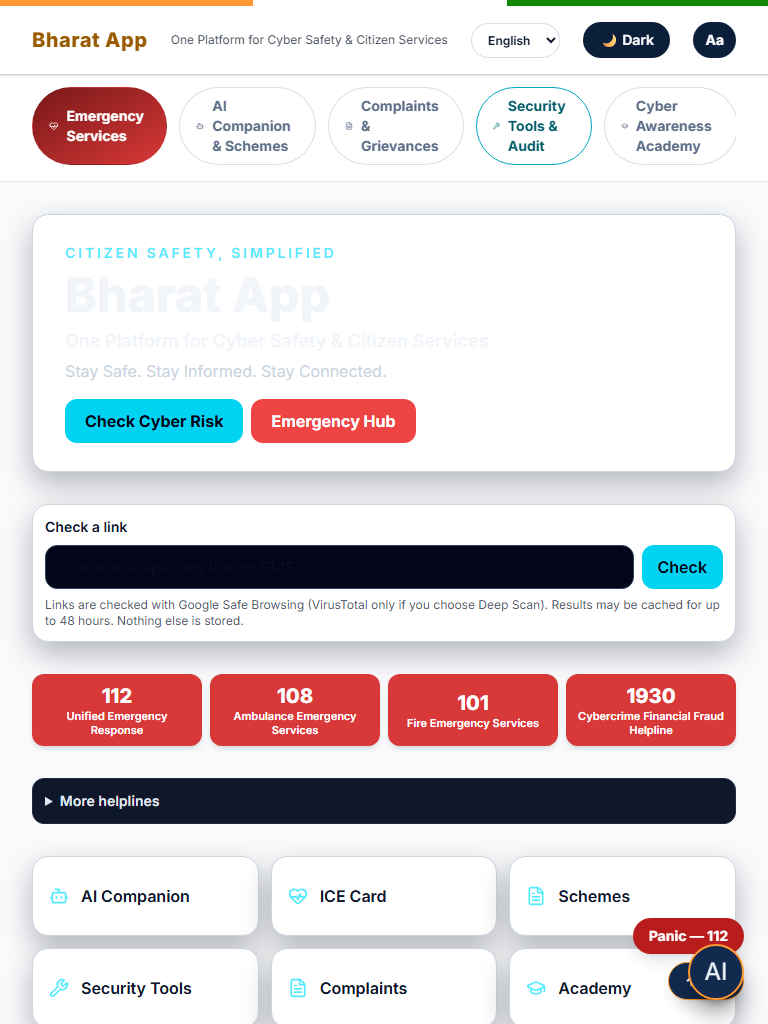 Bharat App
One Platform for Cyber Safety & Citizen Services
English
🌙 Dark
Aa
Emergency
Services
AI
Companion
& Schemes
Complaints
&
Grievances
Security
Tools &
Audit
Cyber
Awareness
Academy
CITIZEN SAFETY, SIMPLIFIED
Bharat App
One Platform for Cyber Safety & Citizen Services
Stay Safe. Stay Informed. Stay Connected.
Check Cyber Risk
Emergency Hub
Check a link
Check a suspicious link or SMS
Check
Links are checked with Google Safe Browsing (VirusTotal only if you choose Deep Scan). Results may be cached for up
to 48 hours. Nothing else is stored.
112
Unified Emergency
Response
108
Ambulance Emergency
Services
101
Fire Emergency Services
1930
Cybercrime Financial Fraud
Helpline
More helplines
AI Companion
ICE Card
Schemes
Panic — 112
AI
Security Tools
Complaints
Academy